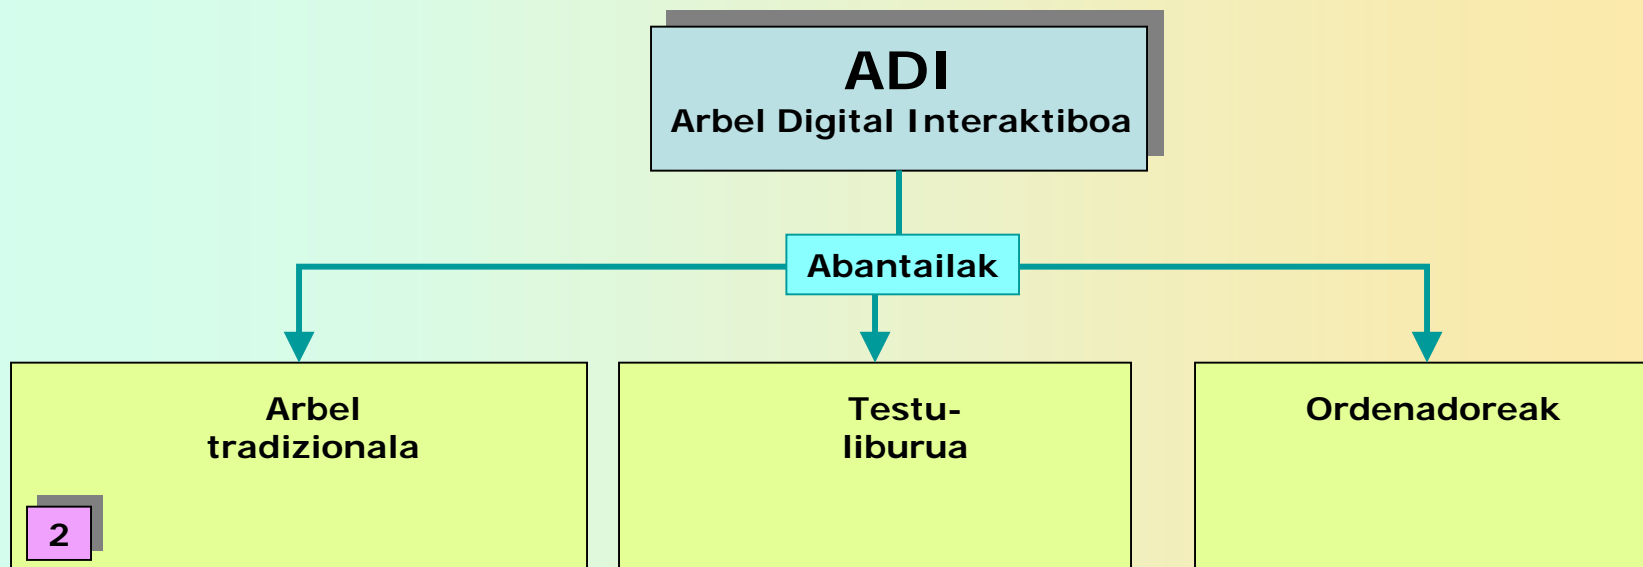 ADI
Arbel Digital Interaktiboa
Abantailak
Arbel
tradizionala
Testu-
liburua
Ordenadoreak
2